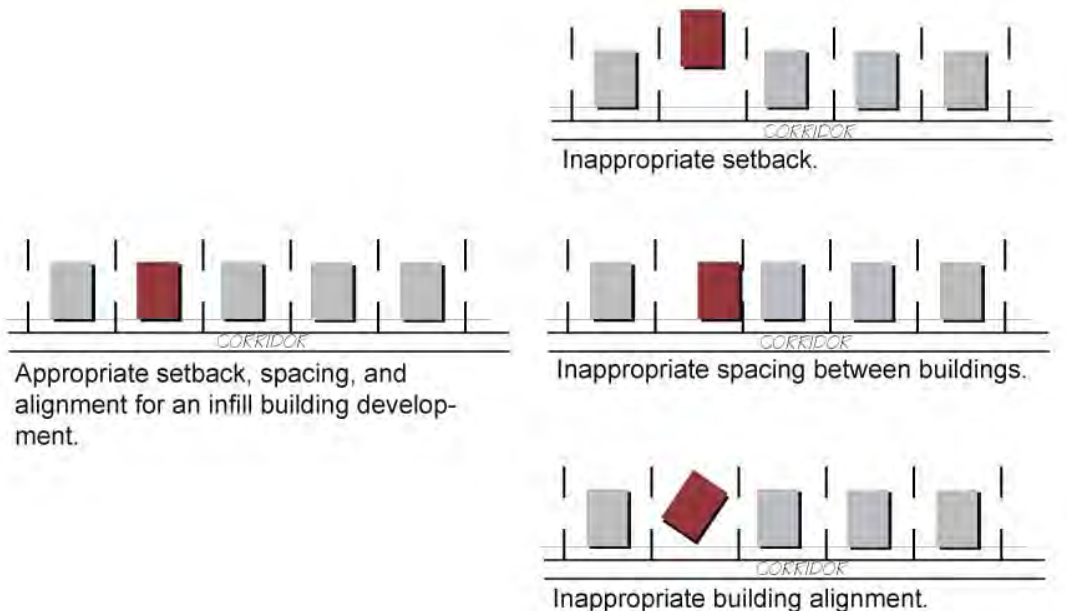 CORRIDOR
Inappropriate setback.
CORRIDOR
Appropriate setback, spacing, and
alignment for an infill building develop-
ment.
CORRIDOR
Inappropriate spacing between buildings.
CORRIDOR
Inappropriate building alignment.